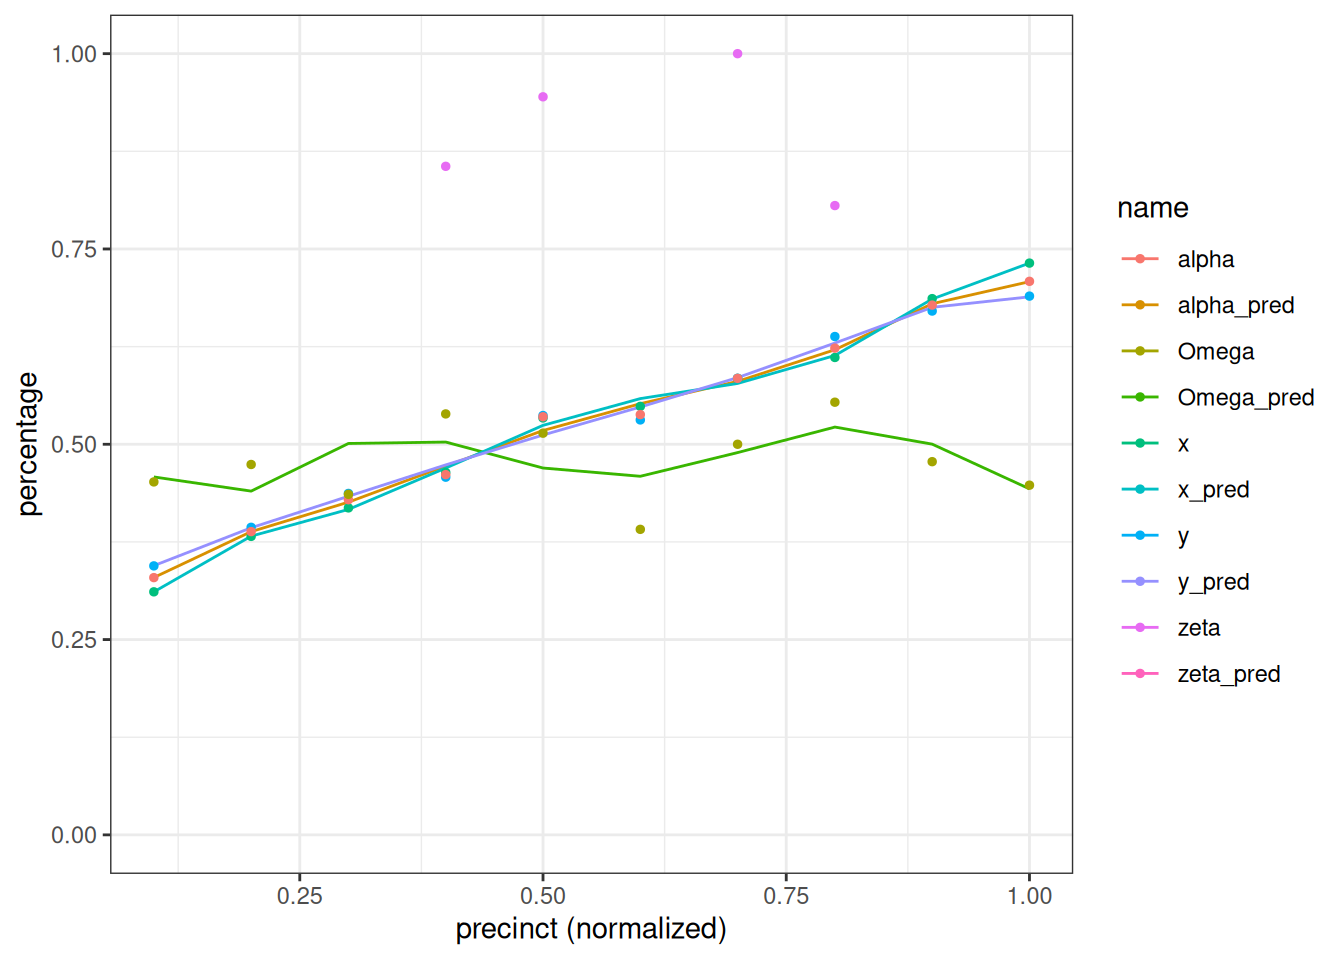 1.00
0.75
0.50
0.25
0.00
percentage
0.25 0.50 0.75 1.00
precinct (normalized)
name
alpha
alpha_pred
Omega
Omega_pred
x
x_pred
y
y_pred
zeta
zeta_pred